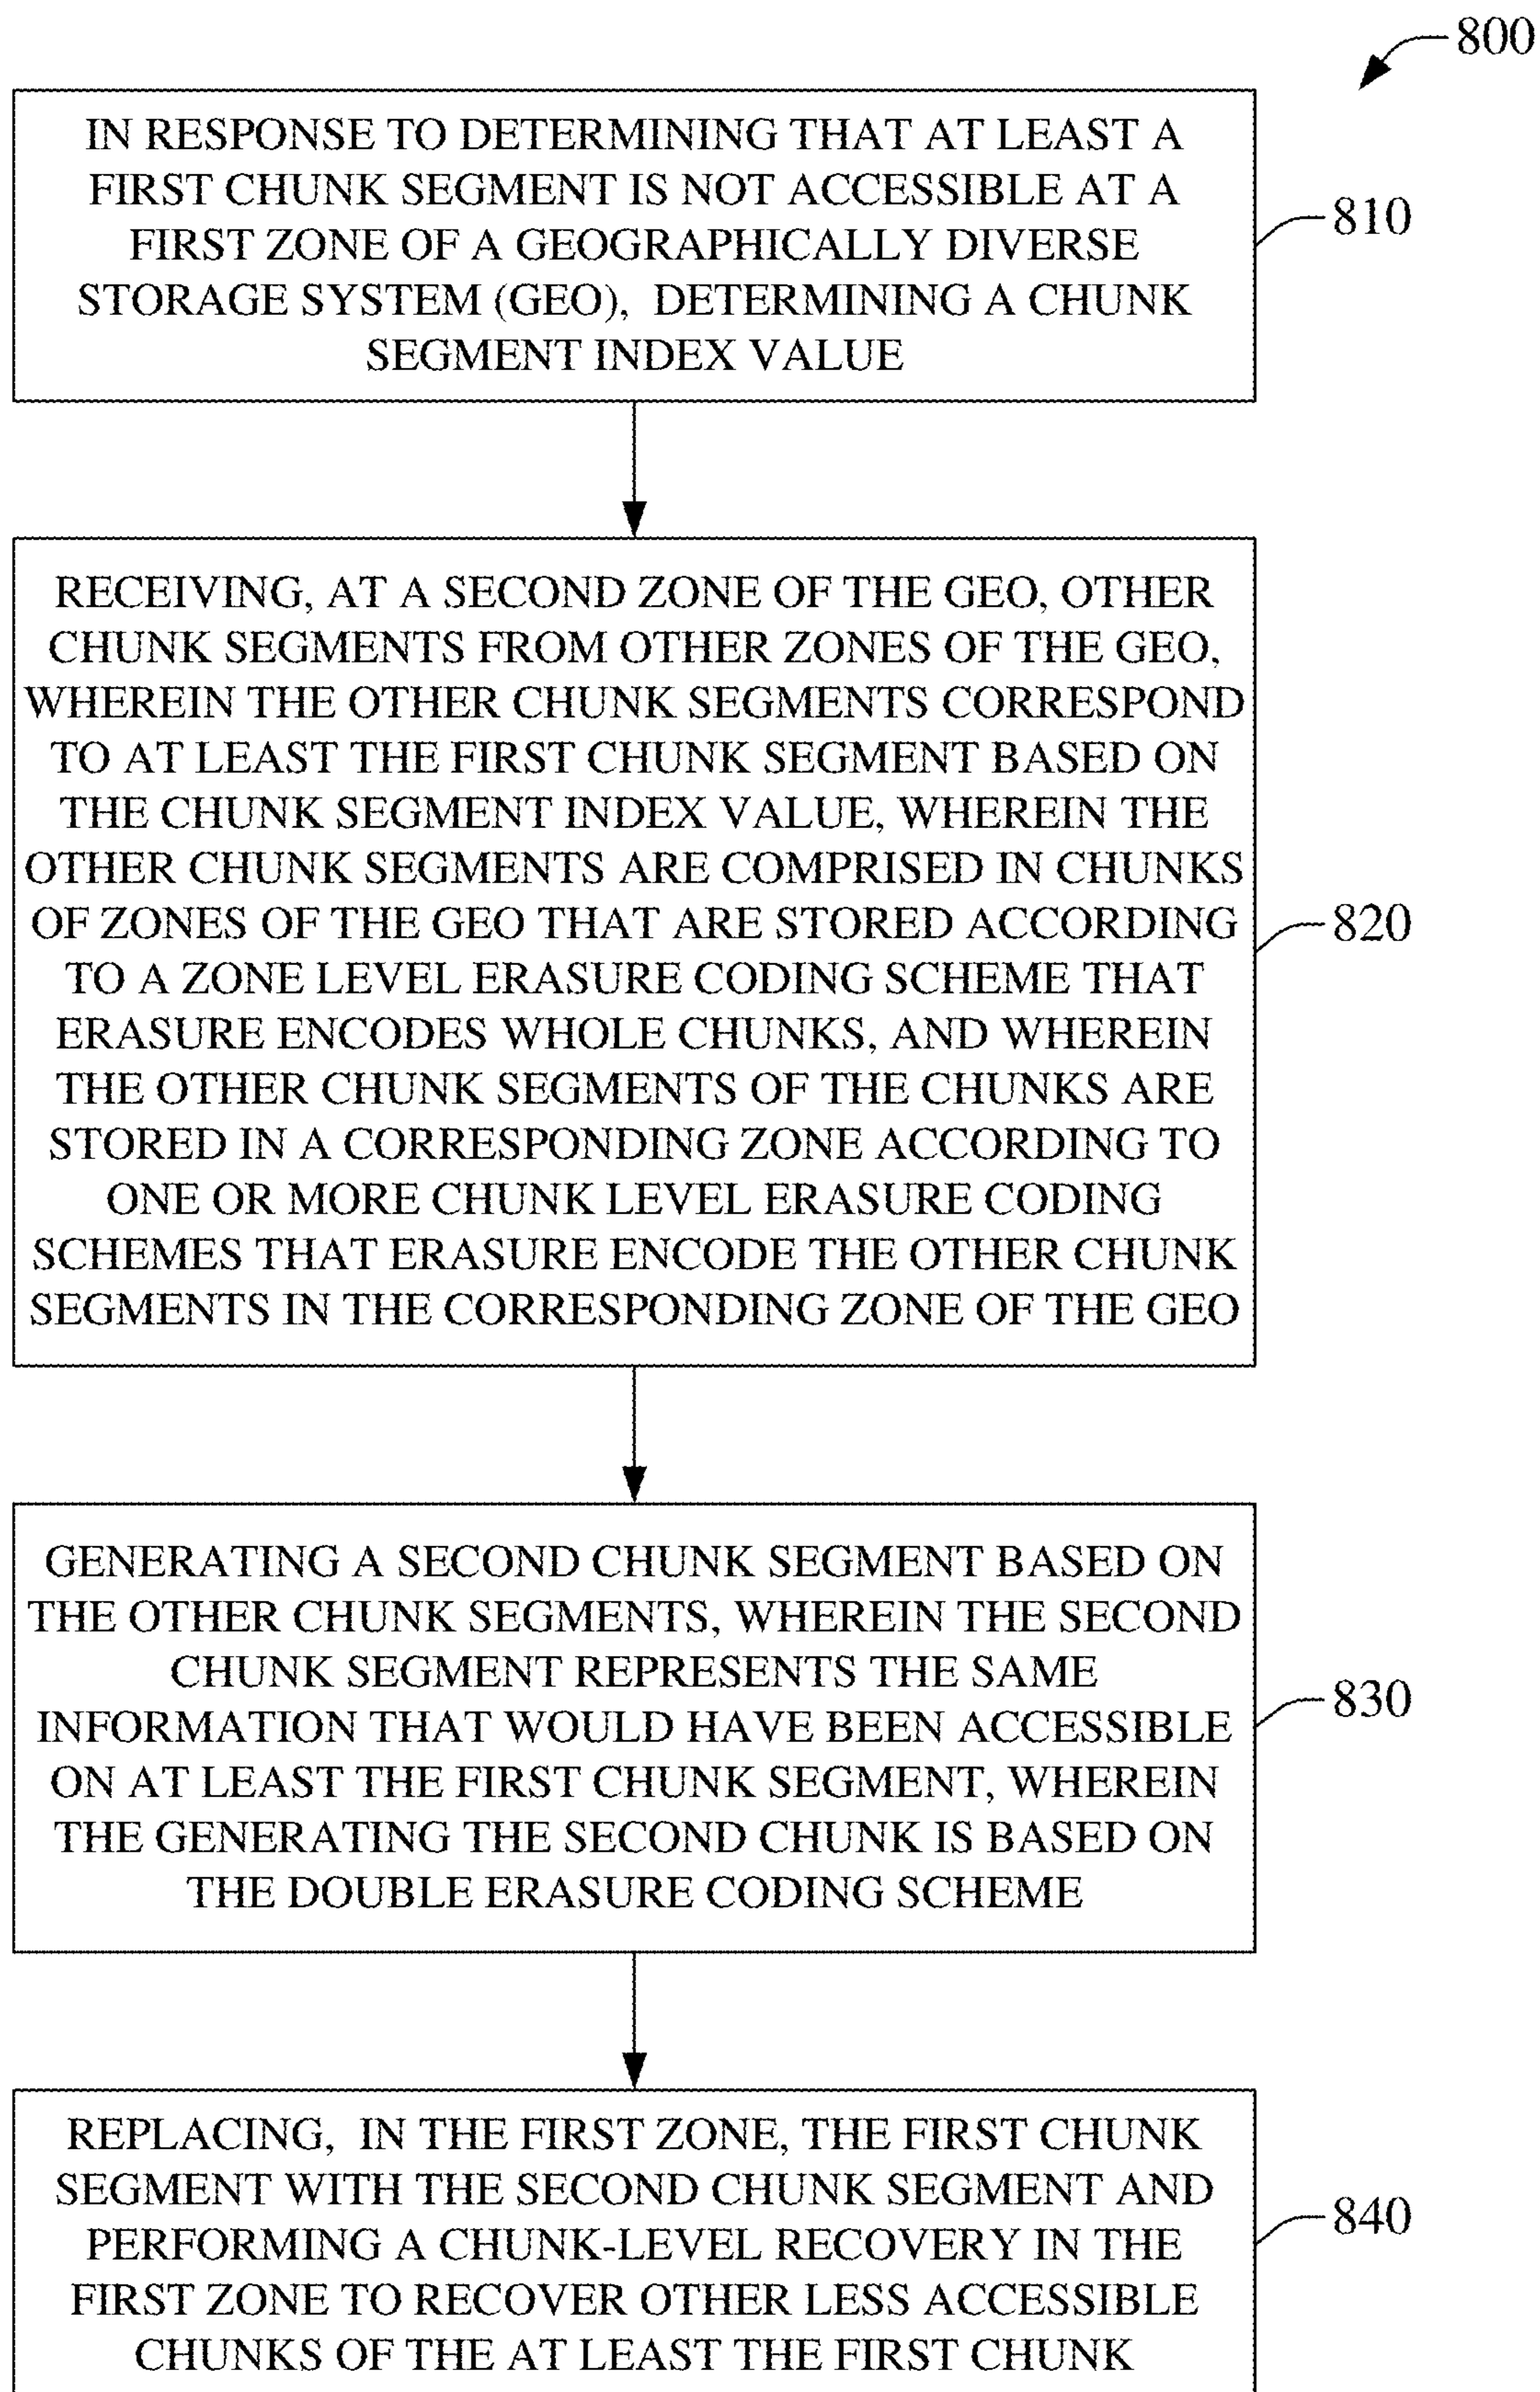 800
IN RESPONSE TO DETERMINING THAT AT LEAST A
FIRST CHUNK SEGMENT IS NOT ACCESSIBLE AT A
FIRST ZONE OF A GEOGRAPHICALLY DIVERSE
STORAGE SYSTEM (GEO), DETERMINING A CHUNK
SEGMENT INDEX VALUE
810
RECEIVING, AT A SECOND ZONE OF THE GEO, OTHER
CHUNK SEGMENTS FROM OTHER ZONES OF THE GEO,
WHEREIN THE OTHER CHUNK SEGMENTS CORRESPOND
TO AT LEAST THE FIRST CHUNK SEGMENT BASED ON
THE CHUNK SEGMENT INDEX VALUE, WHEREIN THE
OTHER CHUNK SEGMENTS ARE COMPRISED IN CHUNKS
OF ZONES OF THE GEO THAT ARE STORED ACCORDING
TO A ZONE LEVEL ERASURE CODING SCHEME THAT
ERASURE ENCODES WHOLE CHUNKS, AND WHEREIN
THE OTHER CHUNK SEGMENTS OF THE CHUNKS ARE
STORED IN A CORRESPONDING ZONE ACCORDING TO
ONE OR MORE CHUNK LEVEL ERASURE CODING
SCHEMES THAT ERASURE ENCODE THE OTHER CHUNK
SEGMENTS IN THE CORRESPONDING ZONE OF THE GEO
820
GENERATING A SECOND CHUNK SEGMENT BASED ON
THE OTHER CHUNK SEGMENTS, WHEREIN THE SECOND
CHUNK SEGMENT REPRESENTS THE SAME
INFORMATION THAT WOULD HAVE BEEN ACCESSIBLE
ON AT LEAST THE FIRST CHUNK SEGMENT, WHEREIN
THE GENERATING THE SECOND CHUNK IS BASED ON
THE DOUBLE ERASURE CODING SCHEME
830
REPLACING, IN THE FIRST ZONE, THE FIRST CHUNK
SEGMENT WITH THE SECOND CHUNK SEGMENT AND
PERFORMING A CHUNK-LEVEL RECOVERY IN THE
FIRST ZONE TO RECOVER OTHER LESS ACCESSIBLE
CHUNKS OF THE AT LEAST THE FIRST CHUNK
840